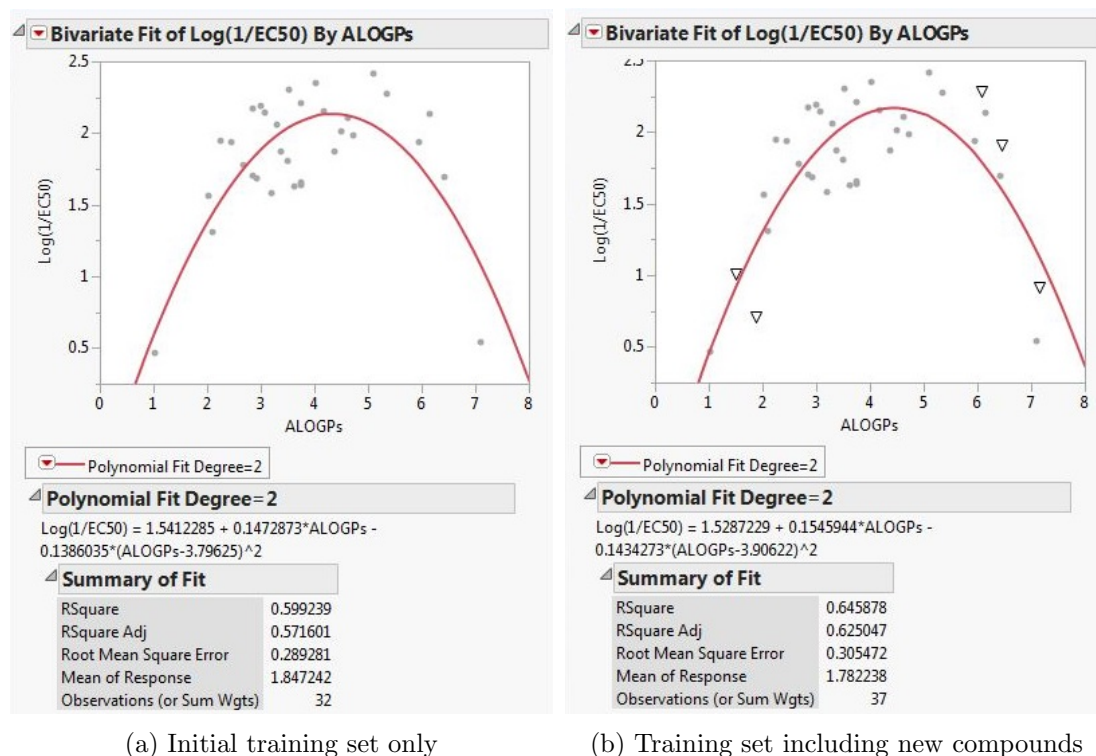 Bivariate Fit of Log(1/EC50) By ALOGPs
2.5
2
1.5
1
0.5
Log(1/EC50)
0 1 2 3 4 5 6 7 8
ALOGPs
Polynomial Fit Degree=2
Polynomial Fit Degree=2
Log(1/EC50) = 1.5412285 + 0.1472873*ALOGPs -
0.1386035*(ALOGPs-3.79625)^2
Summary of Fit
RSquare 0.599239
RSquare Adj 0.571601
Root Mean Square Error 0.289281
Mean of Response 1.847242
Observations (or Sum Wgts) 32
(a) Initial training set only
Bivariate Fit of Log(1/EC50) By ALOGPs
2.5
2
1.5
1
0.5
Log(1/EC50)
0 1 2 3 4 5 6 7 8
ALOGPs
Polynomial Fit Degree=2
Polynomial Fit Degree=2
Log(1/EC50) = 1.5287229 + 0.1545944*ALOGPs -
0.1434273*(ALOGPs-3.90622)^2
Summary of Fit
RSquare 0.645878
RSquare Adj 0.625047
Root Mean Square Error 0.305472
Mean of Response 1.782238
Observations (or Sum Wgts) 37
(b) Training set including new compounds